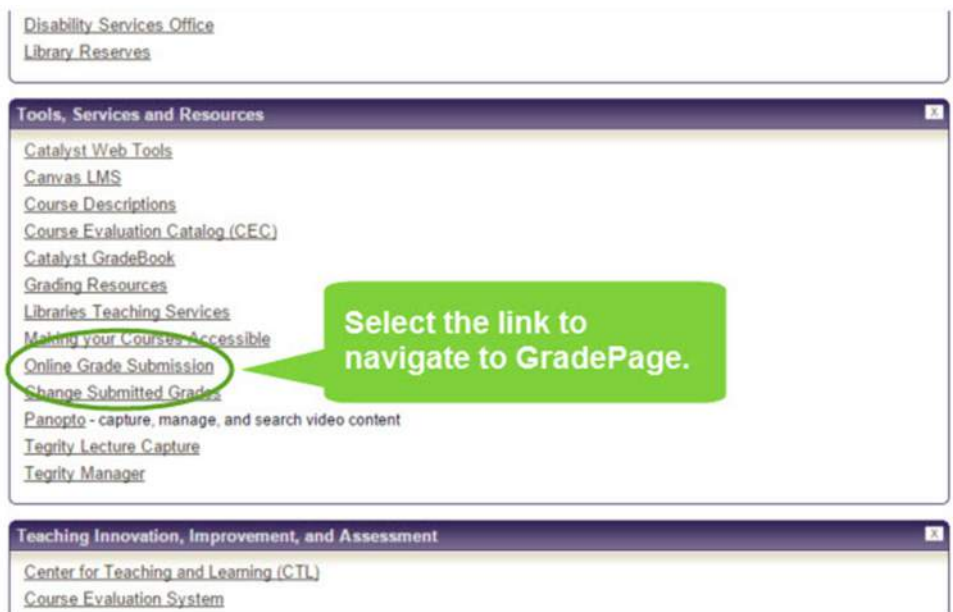 Disability Services Office
Library Reserves
Tools, Services and Resources
X
Catalyst Web Tools
Canvas LMS
Course Descriptions
Course Evaluation Catalog (CEC)
Catalyst GradeBook
Grading Resources
Libraries Teaching Services
Making your Courses Accessible
Online Grade Submission
Change Submitted Grades
Panopto - capture, manage, and search video content
Tegrity Lecture Capture
Tegrity Manager
Select the link to
navigate to GradePage.
Teaching Innovation, Improvement, and Assessment
X
Center for Teaching and Learning (CTL)
Course Evaluation System